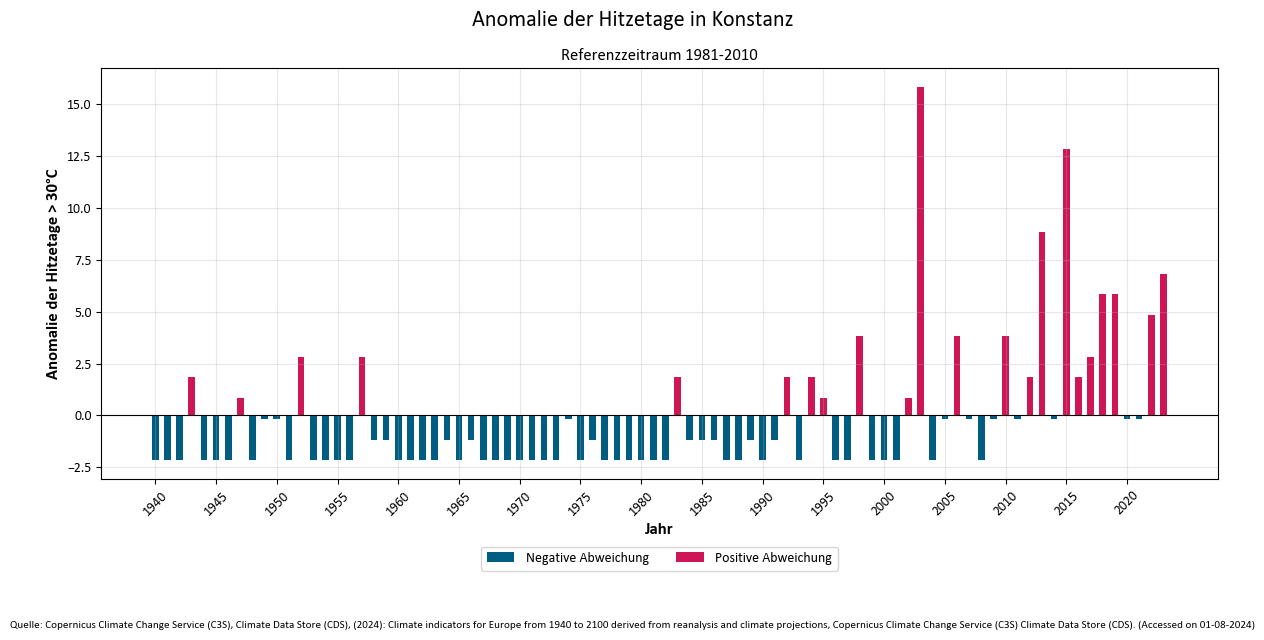 Anomalie der Hitzetage in Konstanz
Referenzzeitraum 1981-2010
Anomalie der Hitzetage > 30°C
15.0
12.5
10.0
7.5
5.0
2.5
0.0
−2.5
1940 1945 1950 1955 1960 1965 1970 1975 1980 1985 1990 1995 2000 2005 2010 2015 2020
Jahr
Negative Abweichung Positive Abweichung
Quelle: Copernicus Climate Change Service (C3S), Climate Data Store (CDS), (2024): Climate indicators for Europe from 1940 to 2100 derived from reanalysis and climate projections, Copernicus Climate Change Service (C3S) Climate Data Store (CDS). (Accessed on 01-08-2024)